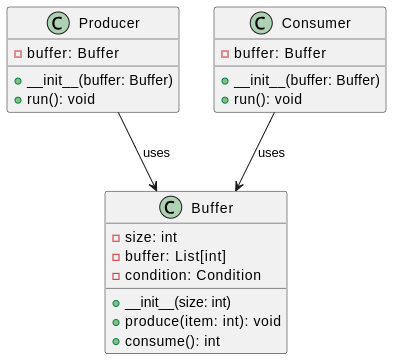 C Producer
buffer: Buffer
__init__(buffer: Buffer)
run(): void
C Consumer
buffer: Buffer
__init__(buffer: Buffer)
run(): void
uses
uses
C Buffer
size: int
buffer: List[int]
condition: Condition
__init__(size: int)
produce(item: int): void
consume(): int